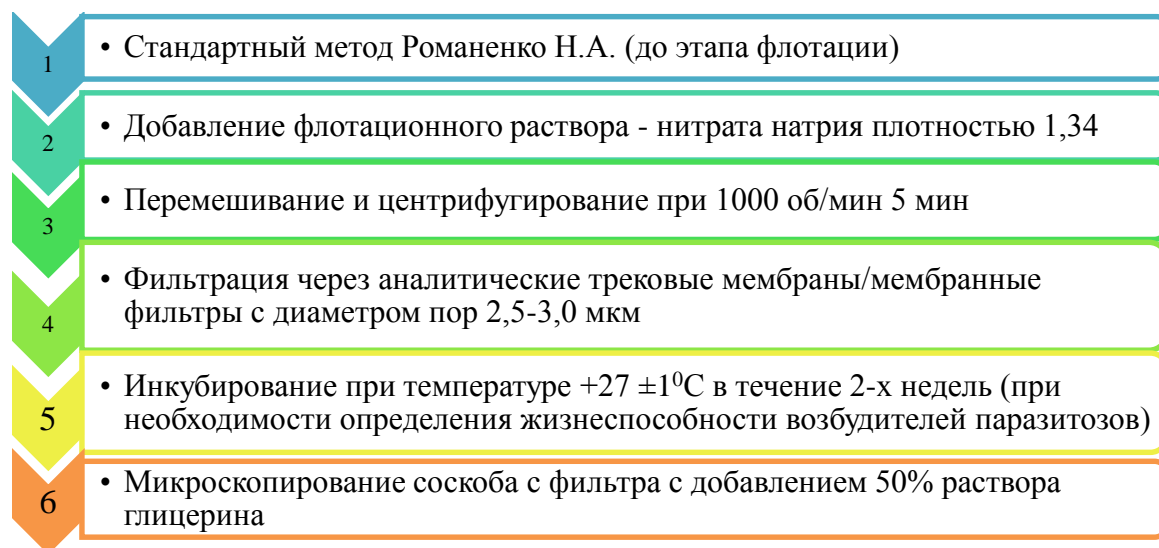 1
• Стандартный метод Романенко Н.А. (до этапа флотации)
2
• Добавление флотационного раствора - нитрата натрия плотностью 1,34
3
• Перемешивание и центрифугирование при 1000 об/мин 5 мин
4
• Фильтрация через аналитические трековые мембраны/мембранные
фильтры с диаметром пор 2,5-3,0 мкм
5
• Инкубирование при температуре +27 ±1⁰С в течение 2-х недель (при
необходимости определения жизнеспособности возбудителей паразитозов)
6
• Микроскопирование соскоба с фильтра с добавлением 50% раствора
глицерина